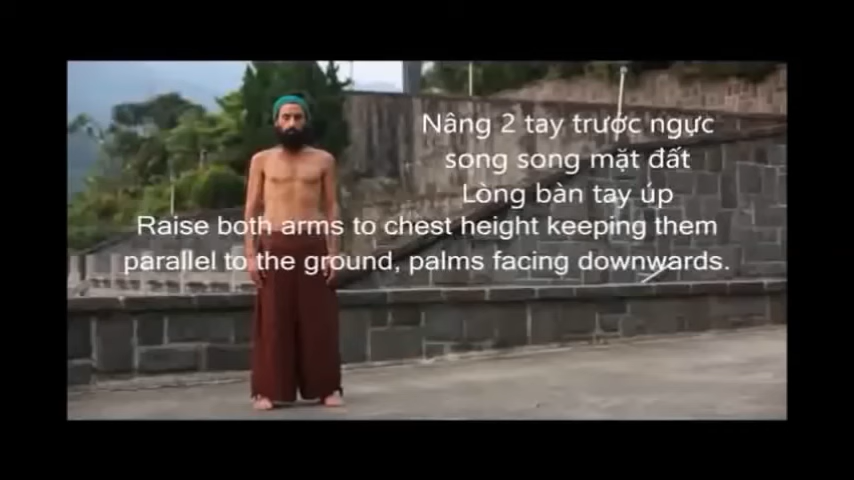 Nâng 2 tay trước ngực
song song mặt đất
Lòng bàn tay úp
Raise both arms to chest height keeping them
parallel to the ground, palms facing downwards.